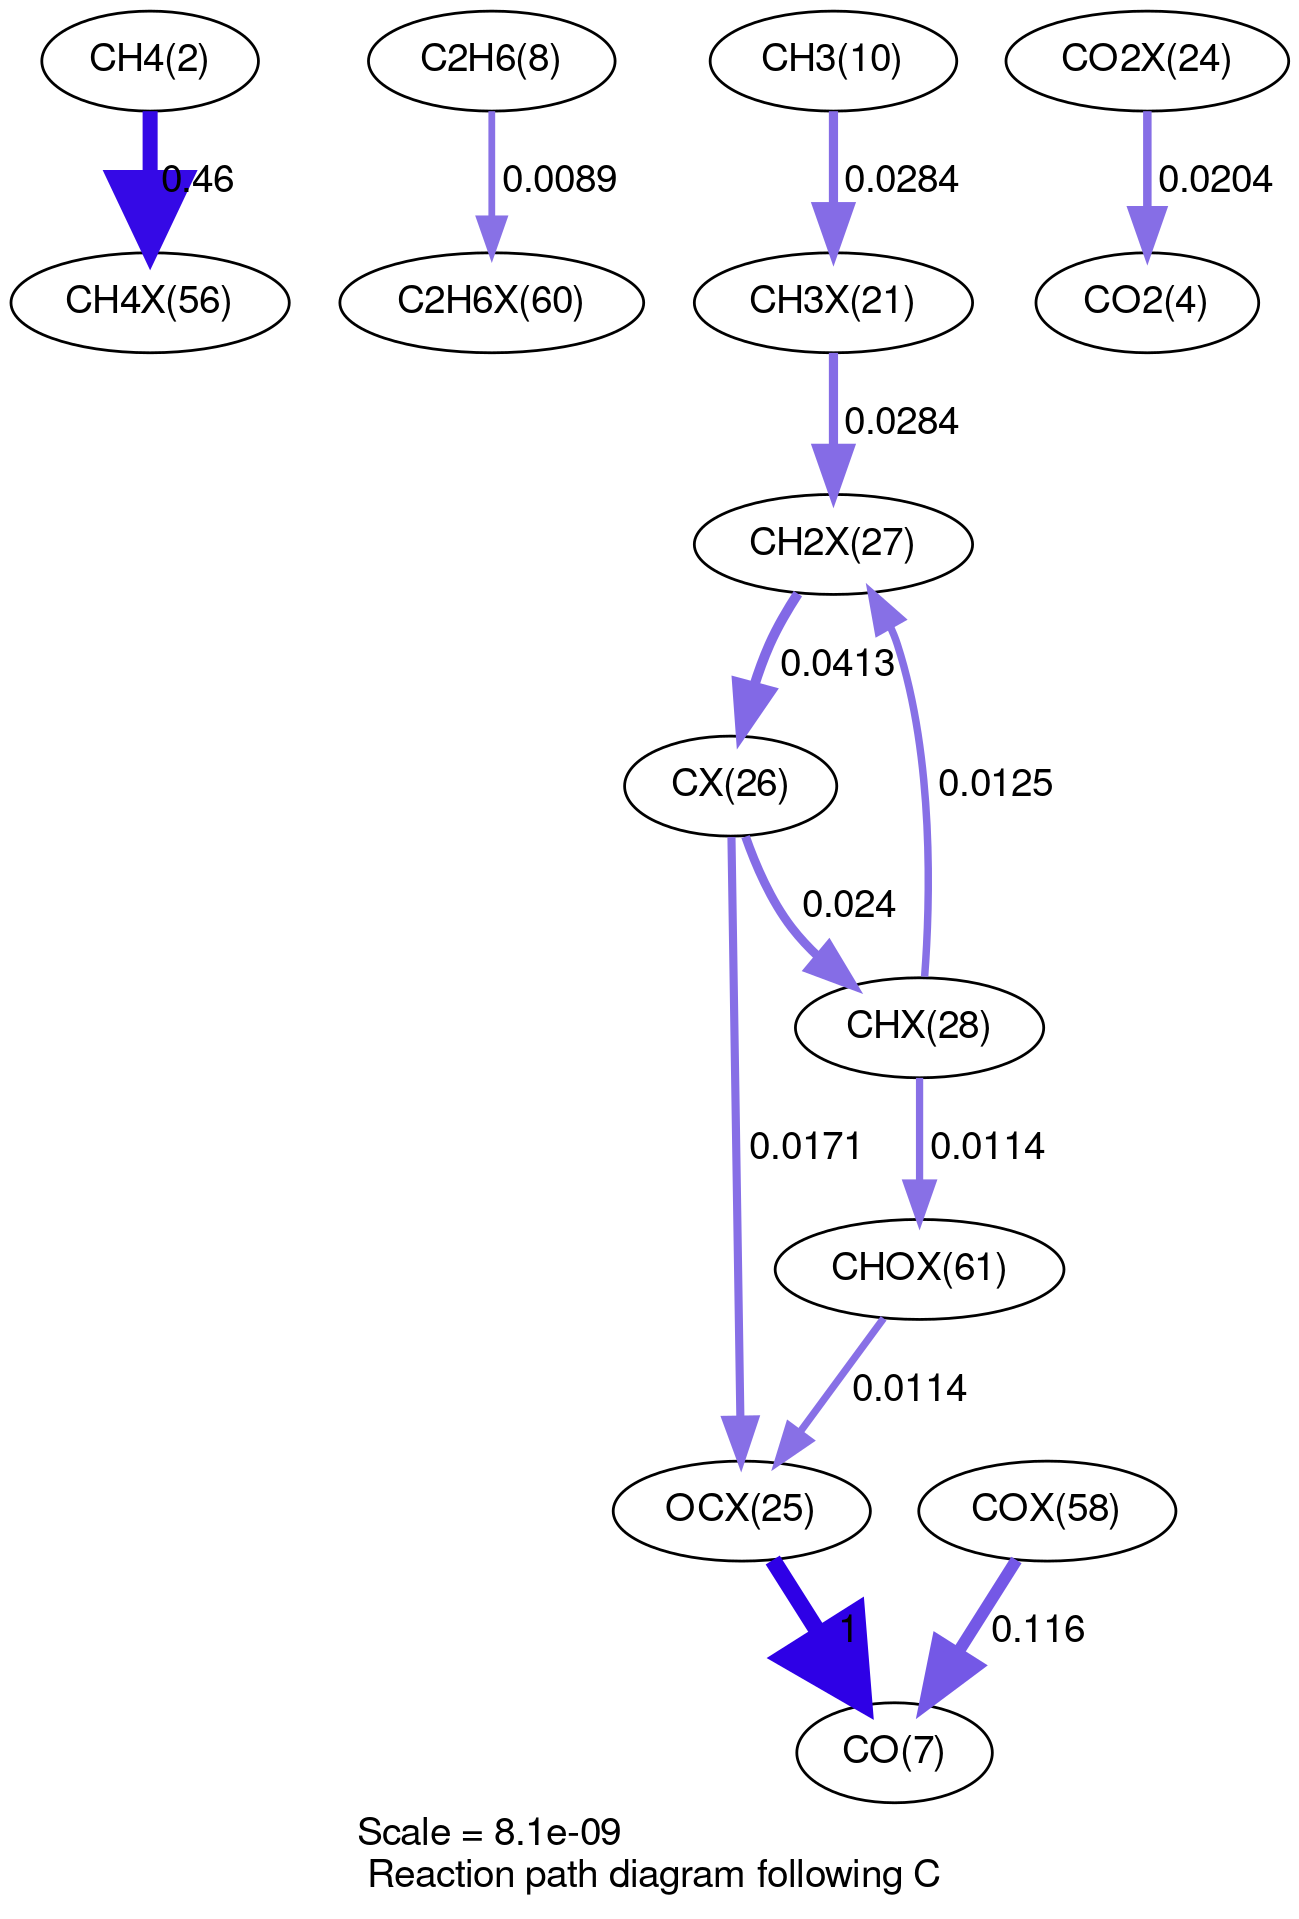 CH4(2)
C2H6(8)
CH3(10)
CO2X(24)
0.46
0.0089
0.0284
0.0204
CH4X(56)
C2H6X(60)
CH3X(21)
CO2(4)
0.0284
CH2X(27)
0.0413
CX(26)
0.0125
0.024
CHX(28)
0.0171
0.0114
CHOX(61)
0.0114
OCX(25)
COX(58)
1
0.116
CO(7)
Scale = 8.1e-09
Reaction path diagram following C